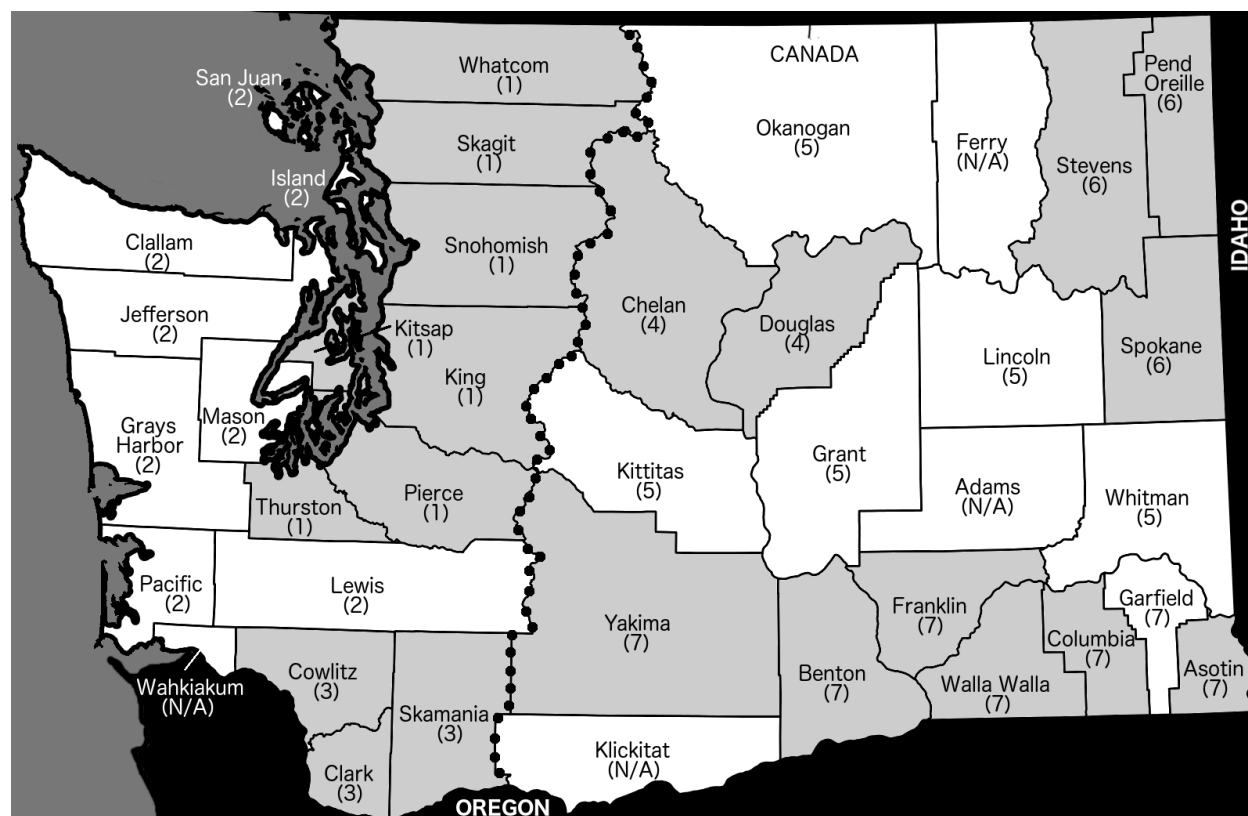 CANADA
San Juan
(2)
Whatcom
(1)
Pend
Oreille
(6)
Okanogan
(5)
Ferry
(N/A)
Skagit
(1)
Stevens
(6)
Island
(2)
Clallam
(2)
Snohomish
(1)
IDAHO
Chelan
(4)
Jefferson
(2)
Douglas
(4)
Kitsap
(1)
Lincoln
(5)
Spokane
(6)
King
(1)
Mason
(2)
Grays
Harbor
(2)
Grant
(5)
Kittitas
(5)
Adams
(N/A)
Whitman
(5)
Pierce
(1)
Thurston
(1)
Pacific
(2)
Lewis
(2)
Garfield
(7)
Franklin
(7)
Yakima
(7)
Columbia
(7)
Cowlitz
(3)
Benton
(7)
Walla Walla
(7)
Asotin
(7)
Wahkiakum
(N/A)
Skamania
(3)
Klickitat
(N/A)
Clark
(3)
OREGON